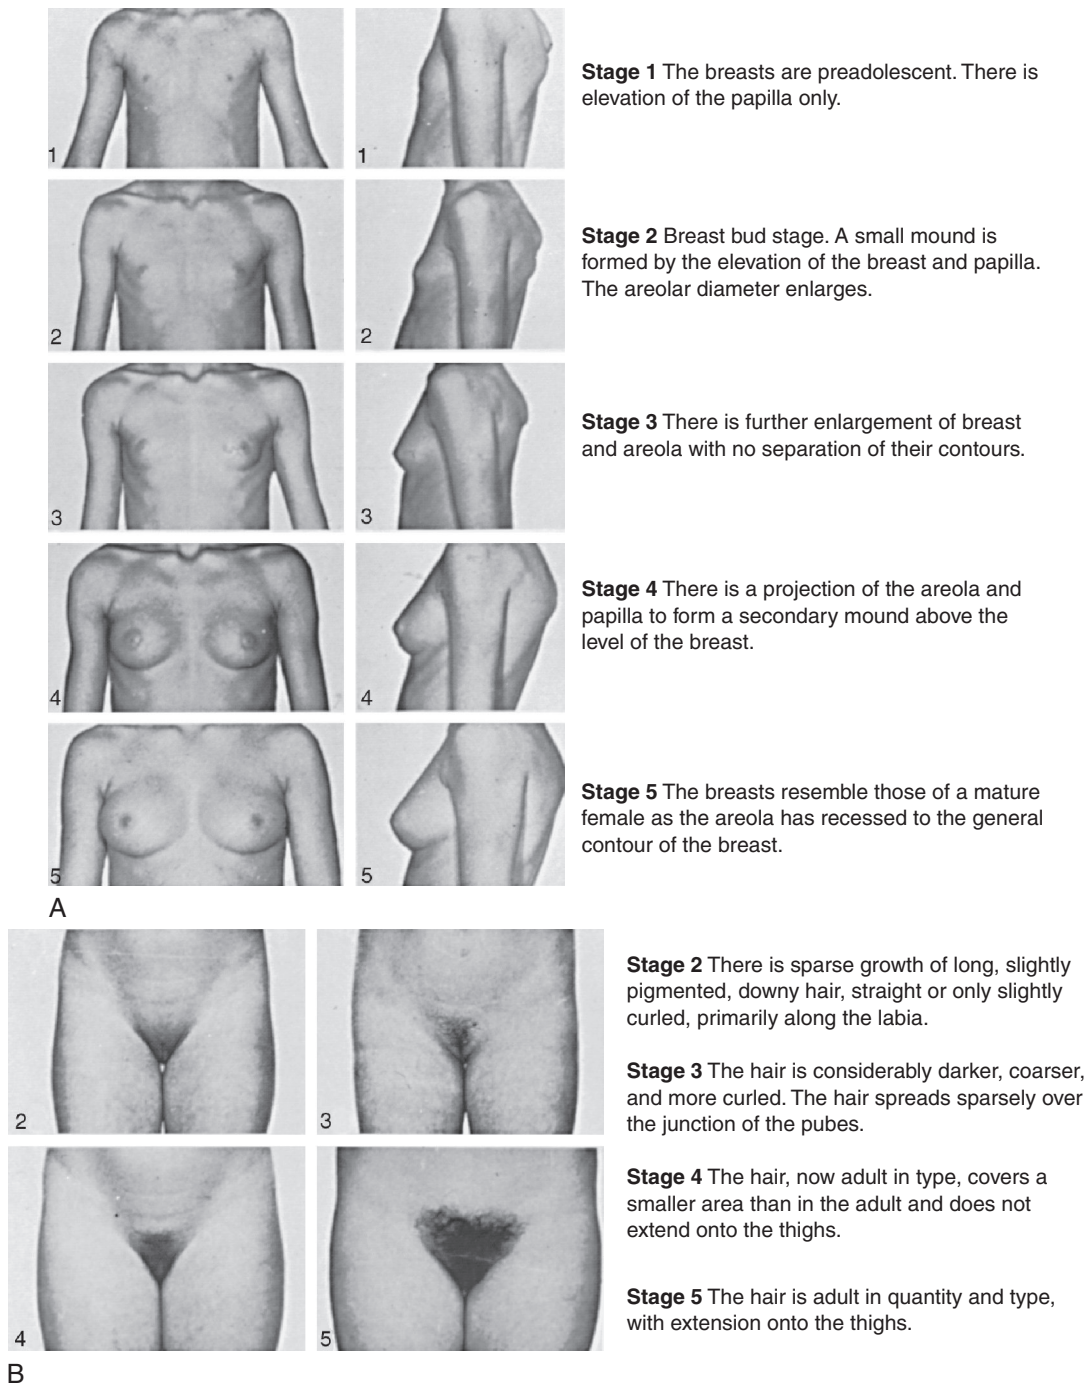 1
1
Stage 1 The breasts are preadolescent. There is
elevation of the papilla only.
2
2
Stage 2 Breast bud stage. A small mound is
formed by the elevation of the breast and papilla.
The areolar diameter enlarges.
3
3
Stage 3 There is further enlargement of breast
and areola with no separation of their contours.
4
4
Stage 4 There is a projection of the areola and
papilla to form a secondary mound above the
level of the breast.
5
5
Stage 5 The breasts resemble those of a mature
female as the areola has recessed to the general
contour of the breast.
A
2
3
Stage 2 There is sparse growth of long, slightly
pigmented, downy hair, straight or only slightly
curled, primarily along the labia.
Stage 3 The hair is considerably darker, coarser,
and more curled. The hair spreads sparsely over
the junction of the pubes.
4
5
Stage 4 The hair, now adult in type, covers a
smaller area than in the adult and does not
extend onto the thighs.
Stage 5 The hair is adult in quantity and type,
with extension onto the thighs.
B